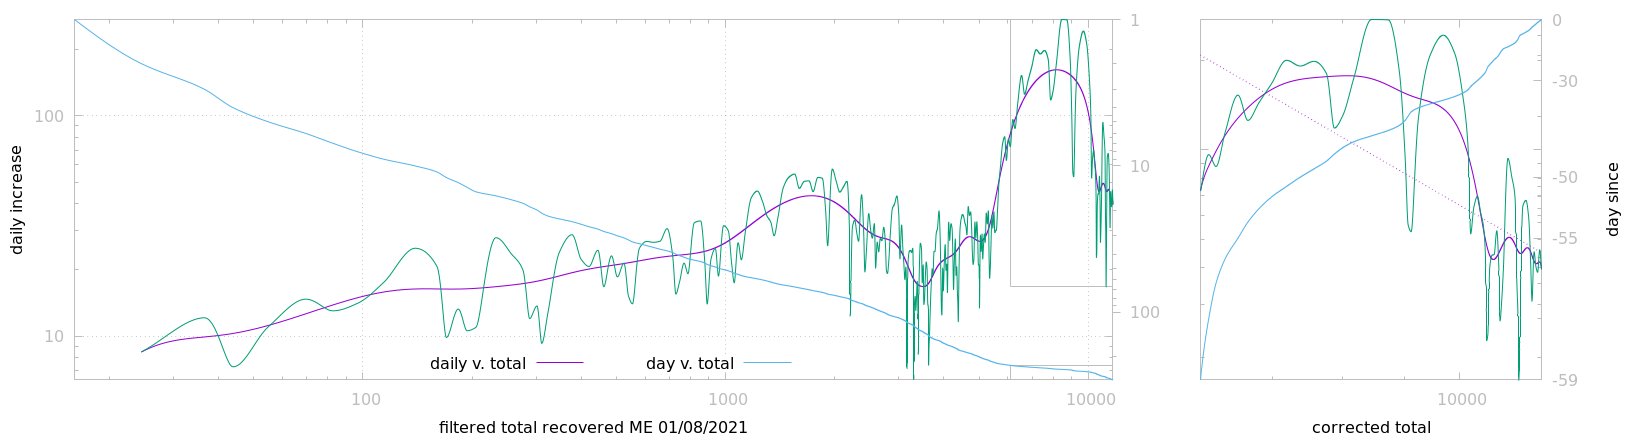 daily increase
100
10
daily v. total
day v. total
100
1000
10000
filtered total recovered ME 01/08/2021
1
10
100
10000
corrected total
0
-30
-50
-55
-59
day since